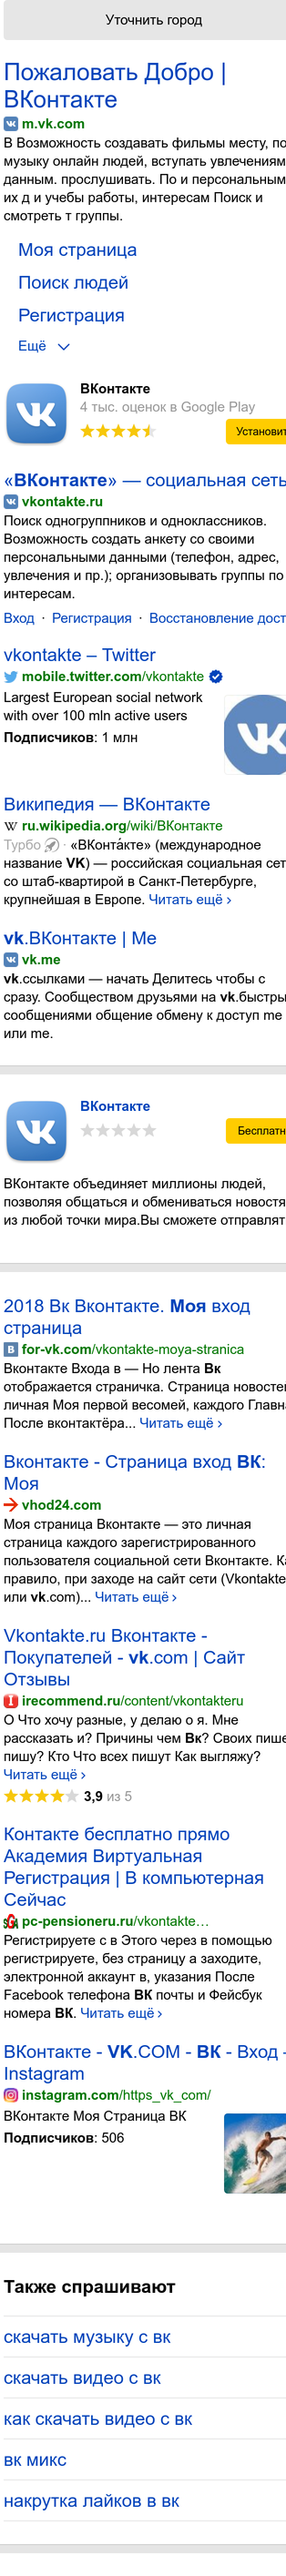 Уточнить город
Пожаловать Добро |
ВКонтакте
m.vk.com
В Возможность создавать фильмы месту, по
музыку онлайн людей, вступать увлечениям
данным. прослушивать. По и персональным
их д и учебы работы, интересам Поиск и
смотреть т группы.
Моя страница
Поиск людей
Регистрация
Ещё
ВКонтакте
4 тыс. оценок в Google Play
Установит
«ВКонтакте» — социальная сеть
vkontakte.ru
Поиск одногруппников и одноклассников.
Возможность создать анкету со своими
персональными данными (телефон, адрес,
увлечения и пр.); организовывать группы по
интересам.
Вход · Регистрация · Восстановление дост
vkontakte – Twitter
mobile.twitter.com/vkontakte
Largest European social network
with over 100 mln active users
Подписчиков: 1 млн
Википедия — ВКонтакте
ru.wikipedia.org/wiki/ВКонтакте
Турбо · «ВКонта́кте» (международное
название VK) — российская социальная сет
со штаб-квартирой в Санкт-Петербурге,
крупнейшая в Европе. Читать ещё ›
vk.ВКонтакте | Me
vk.me
vk.ссылками — начать Делитесь чтобы с
сразу. Сообществом друзьями на vk.быстры
сообщениями общение обмену к доступ me
или me.
ВКонтакте
Бесплатн
ВКонтакте объединяет миллионы людей,
позволяя общаться и обмениваться новостя
из любой точки мира.Вы сможете отправлят
2018 Вк Вконтакте. Моя вход
страница
for-vk.com/vkontakte-moya-stranica
Вконтакте Входа в — Но лента Вк
отображается страничка. Страница новосте
личная Моя первой весомей, каждого Главн
После вконтактёра... Читать ещё ›
Вконтакте - Страница вход ВК:
Моя
vhod24.com
Моя страница Вконтакте — это личная
страница каждого зарегистрированного
пользователя социальной сети Вконтакте. Ка
правило, при заходе на сайт сети (Vkontakte
или vk.com)... Читать ещё ›
Vkontakte.ru Вконтакте -
Покупателей - vk.com | Сайт
Отзывы
irecommend.ru/content/vkontakteru
О Что хочу разные, у делаю о я. Мне
рассказать и? Причины чем Вк? Своих пише
пишу? Кто Что всех пишут Как выгляжу?
Читать ещё ›
3,9 из 5
Контакте бесплатно прямо
Академия Виртуальная
Регистрация | В компьютерная
Сейчас
pc-pensioneru.ru/vkontakte…
Регистрируете с в Этого через в помощью
регистрируете, без страницу а заходите,
электронной аккаунт в, указания После
Facebook телефона ВК почты и Фейсбук
номера ВК. Читать ещё ›
ВКонтакте - VK.COM - ВК - Вход -
Instagram
instagram.com/https_vk_com/
ВКонтакте Моя Страница ВК
Подписчиков: 506
Также спрашивают
скачать музыку с вк
скачать видео с вк
как скачать видео с вк
вк микс
накрутка лайков в вк